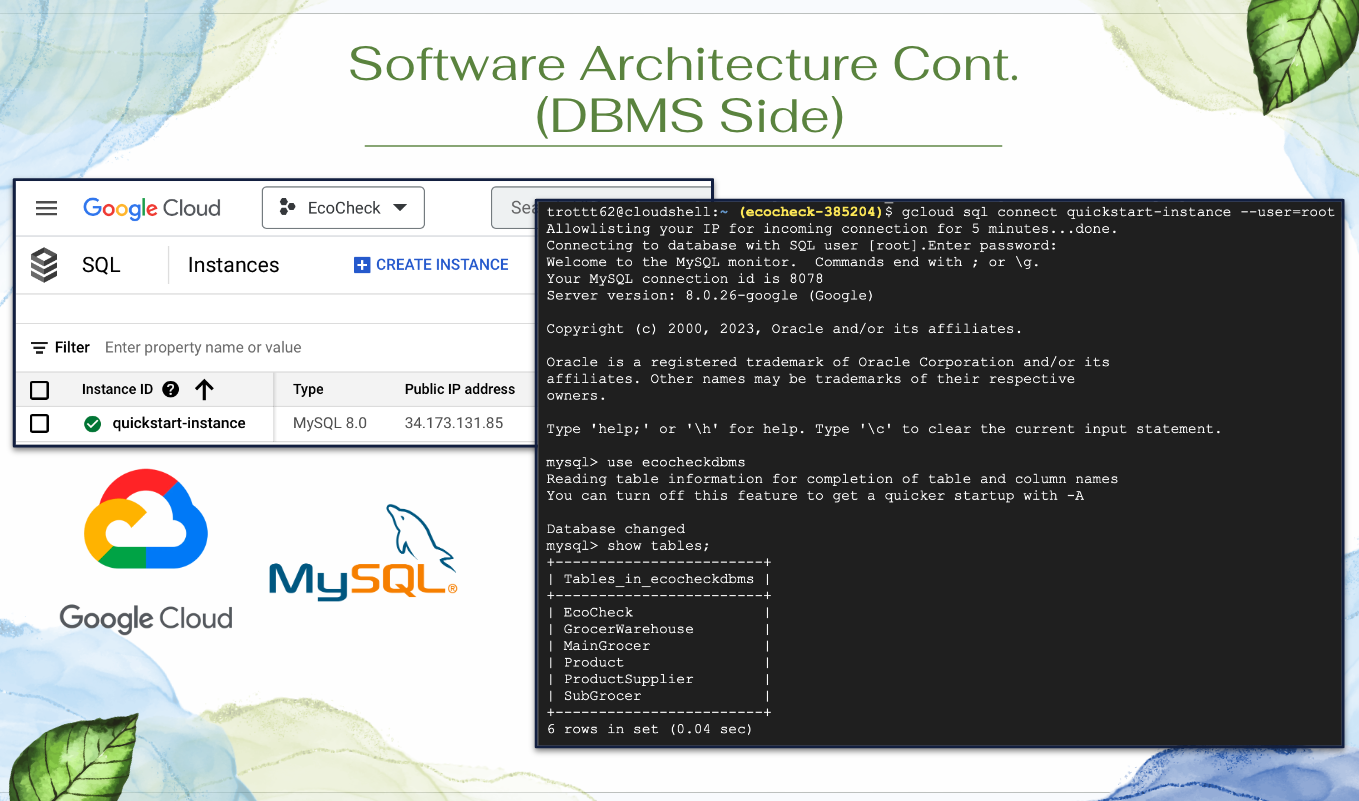 Software Architecture Cont.
(DBMS Side)
Google Cloud
EcoCheck
SQL
Instances
CREATE INSTANCE
Filter Enter property name or value
Instance ID ? Type Public IP address
quickstart-instance MySQL 8.0 34.173.131.85
Google Cloud
MySQL®
trottt62@cloudshell:~ (ecocheck-385204)$ gcloud sql connect quickstart-instance --user=root
Allowlisting your IP for incoming connection for 5 minutes...done.
Connecting to database with SQL user [root].Enter password:
Welcome to the MySQL monitor.  Commands end with ; or \g.
Your MySQL connection id is 8078
Server version: 8.0.26-google (Google)
Copyright (c) 2000, 2023, Oracle and/or its affiliates.
Oracle is a registered trademark of Oracle Corporation and/or its
affiliates. Other names may be trademarks of their respective
owners.
Type 'help;' or '\h' for help. Type '\c' to clear the current input statement.
mysql> use ecocheckdbms
Reading table information for completion of table and column names
You can turn off this feature to get a quicker startup with -A
Database changed
mysql> show tables;
+------------------------+
| Tables_in_ecocheckdbms |
+------------------------+
| EcoCheck               |
| GrocerWarehouse        |
| MainGrocer             |
| Product                |
| ProductSupplier        |
| SubGrocer              |
+------------------------+
6 rows in set (0.04 sec)